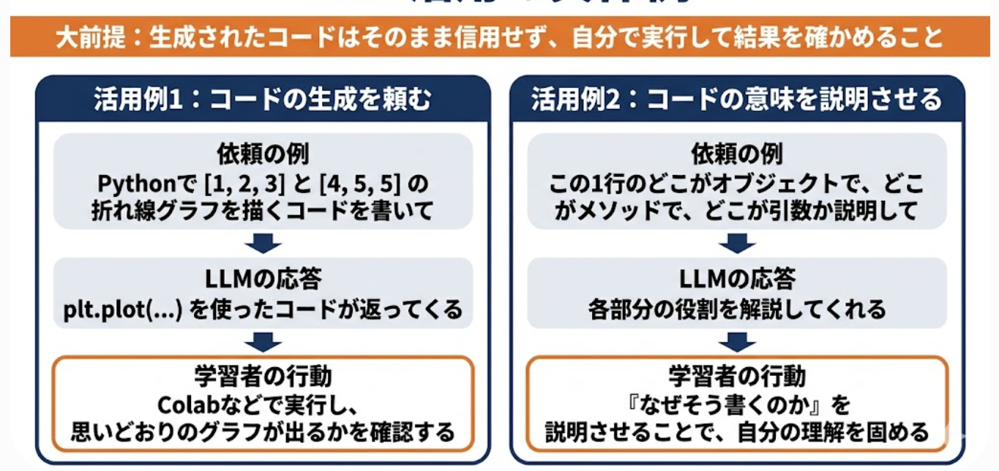 大前提：生成されたコードはそのまま信用せず、自分で実行して結果を確かめること
活用例1：コードの生成を頼む
依頼の例
Pythonで [1, 2, 3] と [4, 5, 5] の
折れ線グラフを描くコードを書いて
LLMの応答
plt.plot(...) を使ったコードが返ってくる
学習者の行動
Colabなどで実行し、
思いどおりのグラフが出るかを確認する
活用例2：コードの意味を説明させる
依頼の例
この1行のどこがオブジェクトで、どこ
がメソッドで、どこが引数か説明して
LLMの応答
各部分の役割を解説してくれる
学習者の行動
『なぜそう書くのか』を
説明させることで、自分の理解を固める